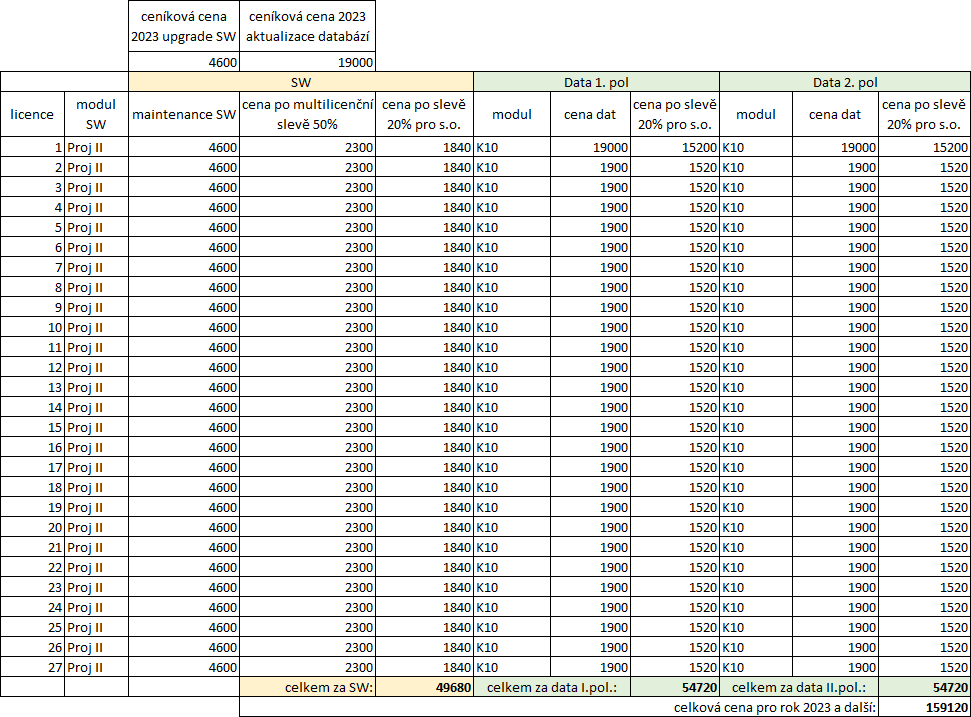 ceníková cena ceníková cena 2023
2023 upgrade SW aktualizace databází
4600 19000
SW Data 1. pol Data 2. pol
licence modul SW maintenance SW cena po multilicenční slevě 50% cena po slevě 20% pro s.o. modul cena dat cena po slevě 20% pro s.o. modul cena dat cena po slevě 20% pro s.o.
1 Proj II 4600 2300 1840 K10 19000 15200 K10 19000 15200
2 Proj II 4600 2300 1840 K10 1900 1520 K10 1900 1520
3 Proj II 4600 2300 1840 K10 1900 1520 K10 1900 1520
4 Proj II 4600 2300 1840 K10 1900 1520 K10 1900 1520
5 Proj II 4600 2300 1840 K10 1900 1520 K10 1900 1520
6 Proj II 4600 2300 1840 K10 1900 1520 K10 1900 1520
7 Proj II 4600 2300 1840 K10 1900 1520 K10 1900 1520
8 Proj II 4600 2300 1840 K10 1900 1520 K10 1900 1520
9 Proj II 4600 2300 1840 K10 1900 1520 K10 1900 1520
10 Proj II 4600 2300 1840 K10 1900 1520 K10 1900 1520
11 Proj II 4600 2300 1840 K10 1900 1520 K10 1900 1520
12 Proj II 4600 2300 1840 K10 1900 1520 K10 1900 1520
13 Proj II 4600 2300 1840 K10 1900 1520 K10 1900 1520
14 Proj II 4600 2300 1840 K10 1900 1520 K10 1900 1520
15 Proj II 4600 2300 1840 K10 1900 1520 K10 1900 1520
16 Proj II 4600 2300 1840 K10 1900 1520 K10 1900 1520
17 Proj II 4600 2300 1840 K10 1900 1520 K10 1900 1520
18 Proj II 4600 2300 1840 K10 1900 1520 K10 1900 1520
19 Proj II 4600 2300 1840 K10 1900 1520 K10 1900 1520
20 Proj II 4600 2300 1840 K10 1900 1520 K10 1900 1520
21 Proj II 4600 2300 1840 K10 1900 1520 K10 1900 1520
22 Proj II 4600 2300 1840 K10 1900 1520 K10 1900 1520
23 Proj II 4600 2300 1840 K10 1900 1520 K10 1900 1520
24 Proj II 4600 2300 1840 K10 1900 1520 K10 1900 1520
25 Proj II 4600 2300 1840 K10 1900 1520 K10 1900 1520
26 Proj II 4600 2300 1840 K10 1900 1520 K10 1900 1520
27 Proj II 4600 2300 1840 K10 1900 1520 K10 1900 1520
celkem za SW: 49680 celkem za data I.pol.: 54720 celkem za data II.pol.: 54720
celková cena pro rok 2023 a další: 159120